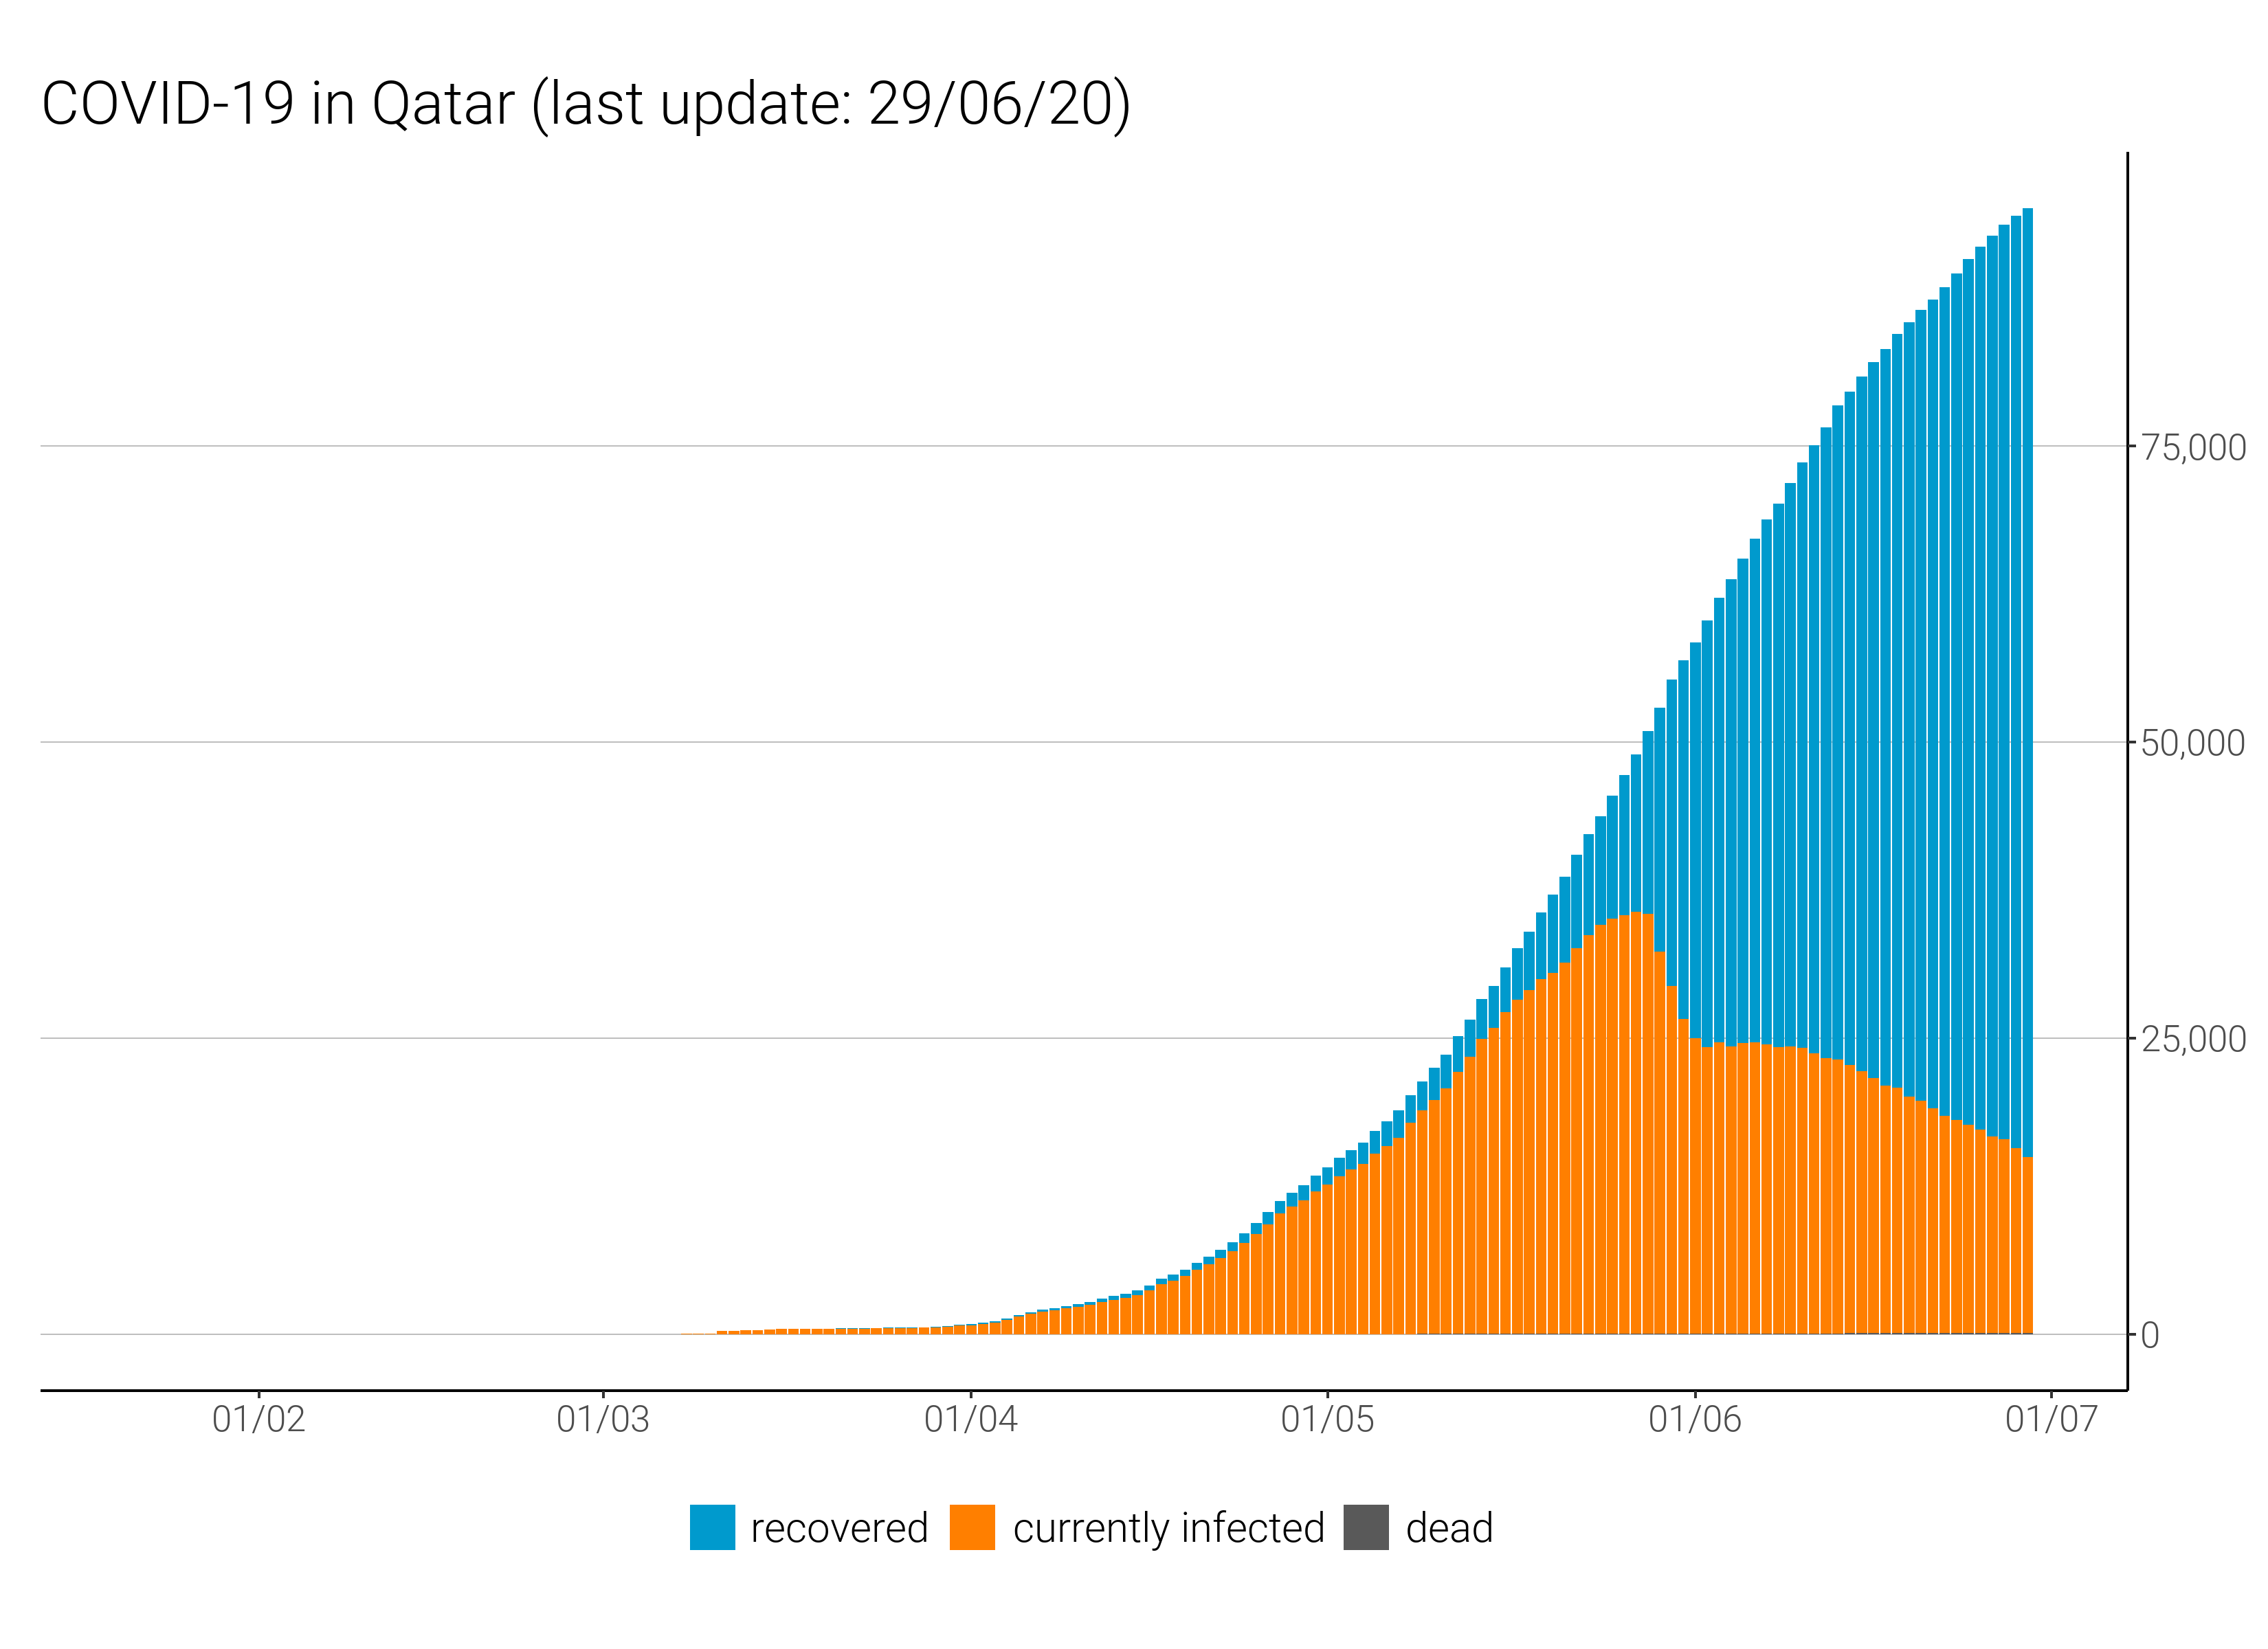 COVID-19 in Qatar (last update: 29/06/20)
75,000
50,000
25,000
0
01/02 01/03 01/04 01/05 01/06 01/07
recovered currently infected dead